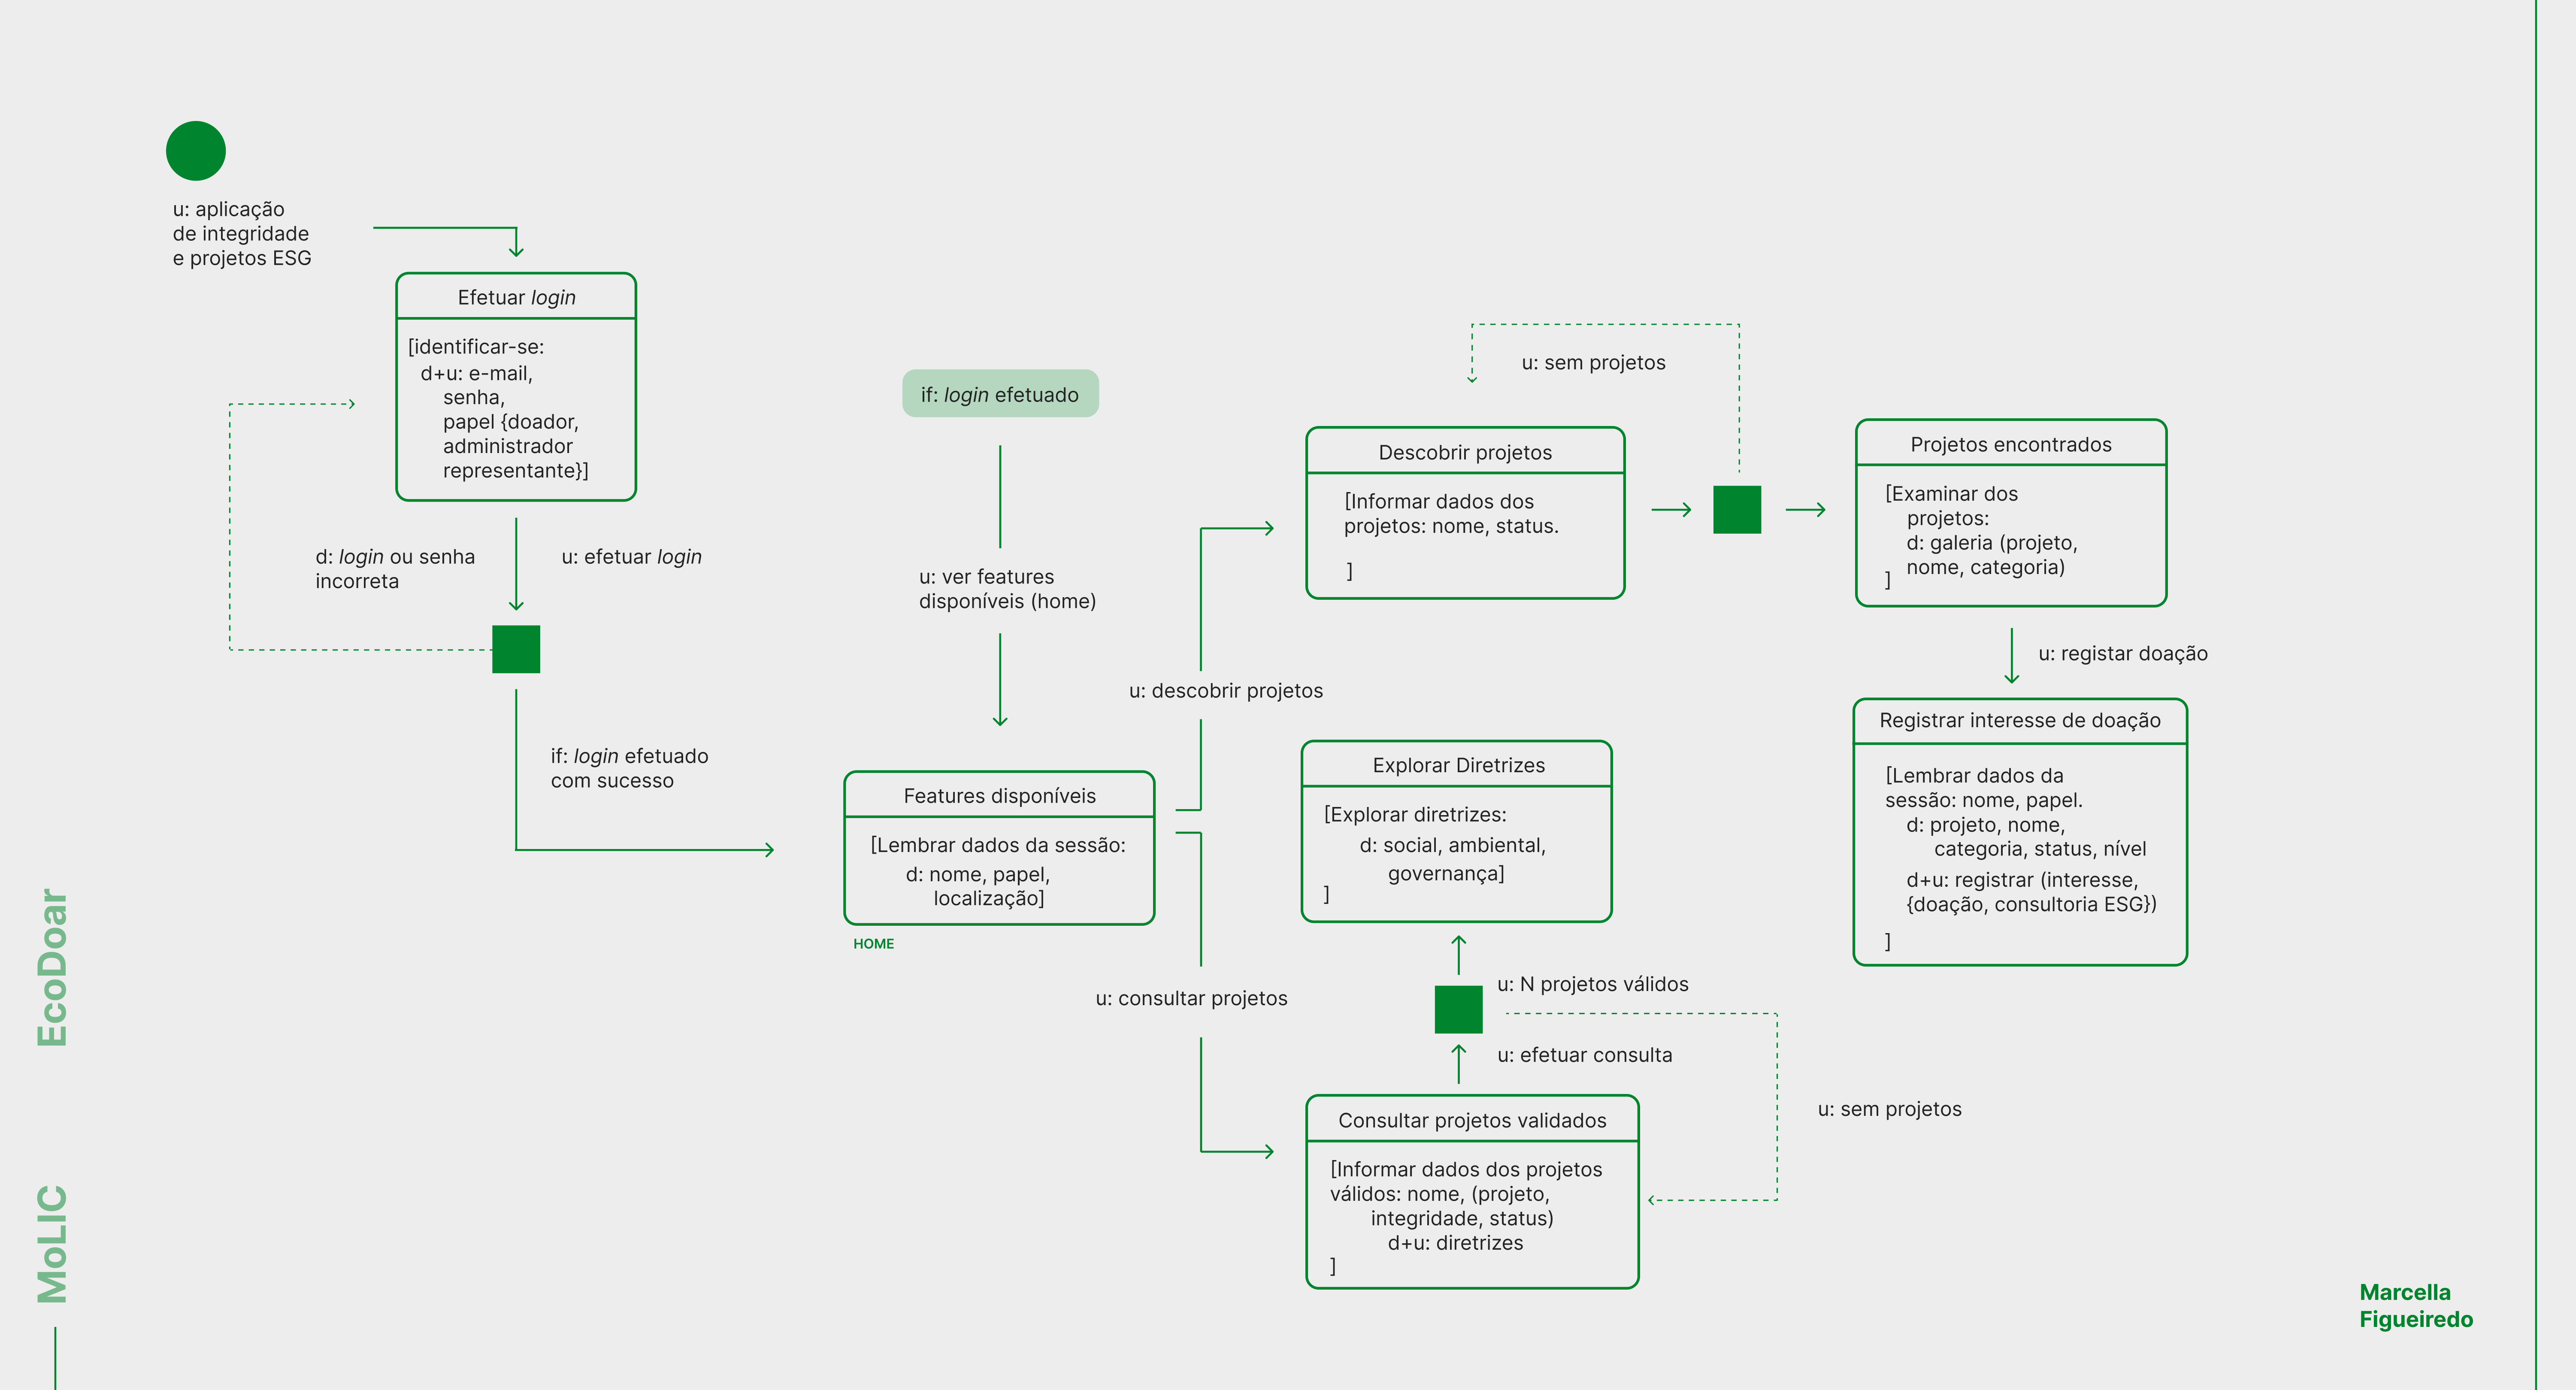 u: aplicação
de integridade
e projetos ESG
Efetuar login
[identificar-se:
d+u: e-mail,
senha,
papel {doador,
administrador
representante}]
d: login ou senha
incorreta
u: efetuar login
if: login efetuado
com sucesso
if: login efetuado
u: ver features
disponíveis (home)
Features disponíveis
[Lembrar dados da sessão:
d: nome, papel,
localização]
HOME
u: descobrir projetos
u: consultar projetos
u: sem projetos
Descobrir projetos
[Informar dados dos
projetos: nome, status.
]
Projetos encontrados
[Examinar dos
projetos:
d: galeria (projeto,
nome, categoria)
]
u: registar doação
Registrar interesse de doação
[Lembrar dados da
sessão: nome, papel.
d: projeto, nome,
categoria, status, nível
d+u: registrar (interesse,
{doação, consultoria ESG})
]
Explorar Diretrizes
[Explorar diretrizes:
d: social, ambiental,
governança]
]
u: N projetos válidos
u: efetuar consulta
u: sem projetos
Consultar projetos validados
[Informar dados dos projetos
válidos: nome, (projeto,
integridade, status)
d+u: diretrizes
]
MoLIC EcoDoar
Marcella
Figueiredo